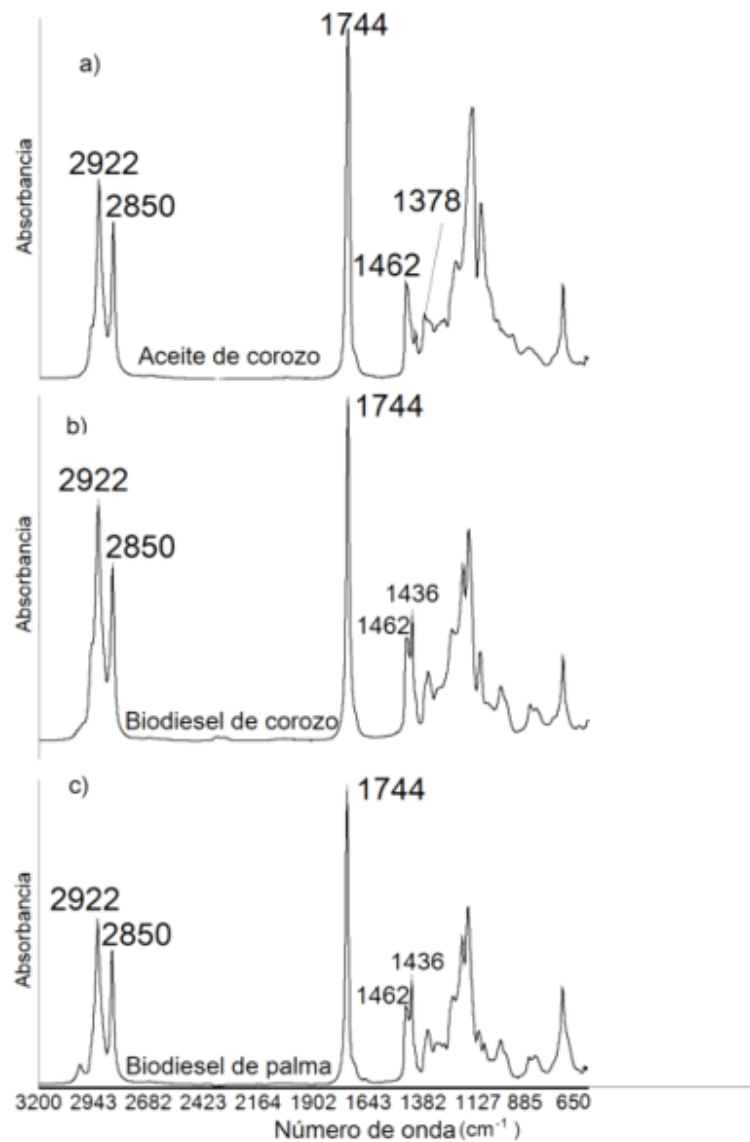 1744
a)
2922
2850
1378
1462
Absorbancia
Aceite de corozo
b)
1744
2922
2850
1436
1462
Absorbancia
Biodiesel de corozo
c)
1744
2922
2850
1436
1462
Absorbancia
Biodiesel de palma
3200 2943 2682 2423 2164 1902 1643 1382 1127 885 650
Número de onda (cm⁻¹)